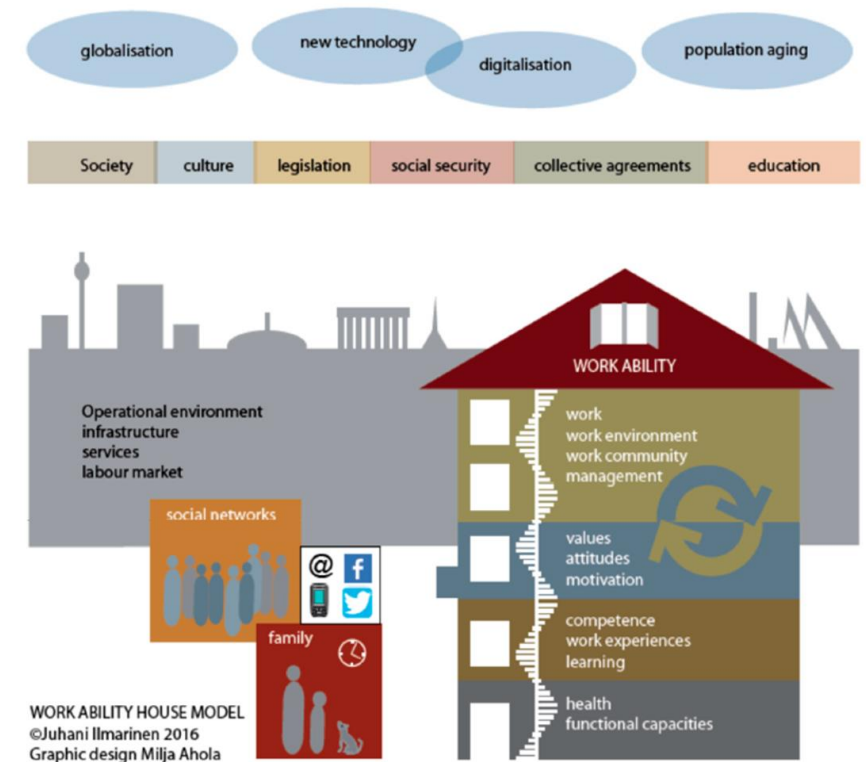 globalisation
new technology
digitalisation
population aging
Society
culture
legislation
social security
collective agreements
education
WORK ABILITY
Operational environment
infrastructure
services
labour market
work
work environment
work community
management
social networks
values
attitudes
motivation
@ f
family
competence
work experiences
learning
health
functional capacities
WORK ABILITY HOUSE MODEL
©Juhani Ilmarinen 2016
Graphic design Milja Ahola